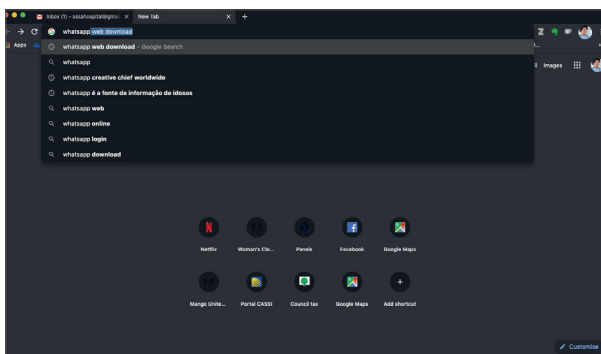 Inbox (1) - assahospital@gmai
New Tab
whatsapp web download
Apps
whatsapp web download - Google Search
whatsapp
Images
whatsapp creative chief worldwide
whatsapp é a fonte de informação de idosos
whatsapp web
whatsapp online
whatsapp login
whatsapp download
Netflix
Woman's Clo...
Panels
Facebook
Google Maps
Mango Unite...
Portal CASSI
Council tax
Google Maps
Add shortcut
Customise